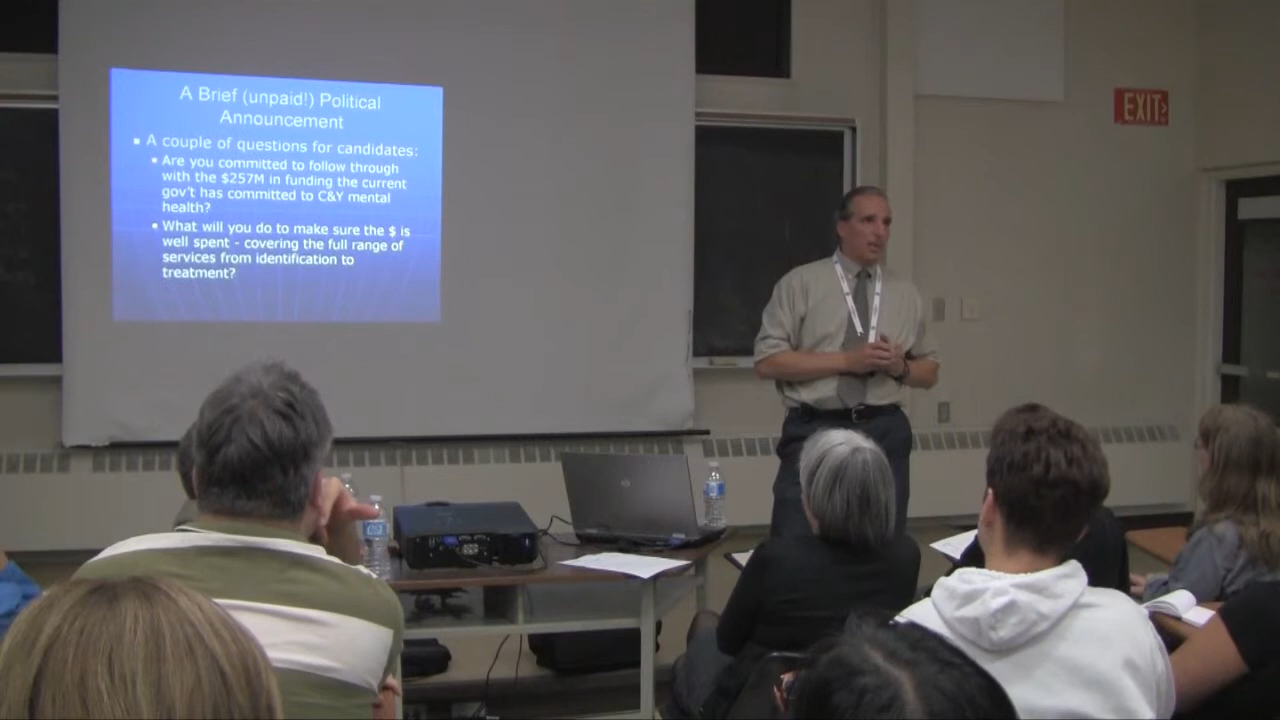 A Brief (unpaid!) Political
Announcement
A couple of questions for candidates:
Are you committed to follow through
with the $257M in funding the current
gov't has committed to C&Y mental
health?
What will you do to make sure the $ is
well spent - covering the full range of
services from identification to
treatment?
EXIT